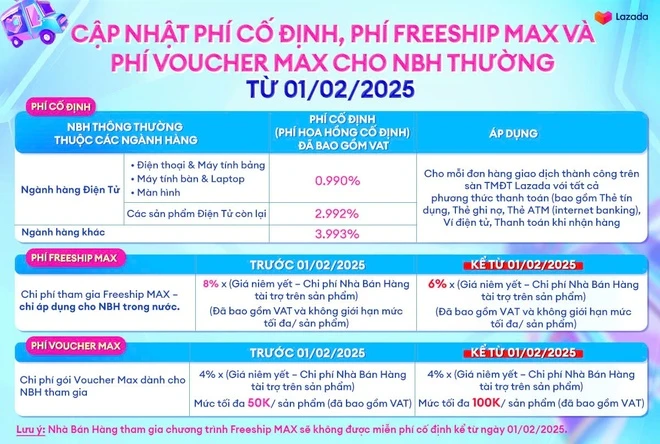 Lazada
CẬP NHẬT PHÍ CỐ ĐỊNH, PHÍ FREESHIP MAX VÀ
PHÍ VOUCHER MAX CHO NBH THƯỜNG
TỪ 01/02/2025
PHÍ CỐ ĐỊNH
NBH THÔNG THƯỜNG
THUỘC CÁC NGÀNH HÀNG
PHÍ CỐ ĐỊNH
(PHÍ HOA HỒNG CỐ ĐỊNH)
ĐÃ BAO GỒM VAT
ÁP DỤNG
Ngành hàng Điện Tử
• Điện thoại & Máy tính bảng
• Máy tính bàn & Laptop
• Màn hình
0.990%
Các sản phẩm Điện Tử còn lại
2.992%
Ngành hàng khác
3.993%
Cho mỗi đơn hàng giao dịch thành công trên
sàn TMĐT Lazada với tất cả
phương thức thanh toán (bao gồm Thẻ tín
dụng, Thẻ ghi nợ, Thẻ ATM (internet banking),
Ví điện tử, Thanh toán khi nhận hàng
PHÍ FREESHIP MAX
TRƯỚC 01/02/2025
KỂ TỪ 01/02/2025
Chi phí tham gia Freeship MAX –
chỉ áp dụng cho NBH trong nước.
8% x (Giá niêm yết – Chi phí Nhà Bán Hàng
tài trợ trên sản phẩm)
(Đã bao gồm VAT và không giới hạn mức
tối đa/ sản phẩm)
6% x (Giá niêm yết – Chi phí Nhà Bán Hàng
tài trợ trên sản phẩm)
(Đã bao gồm VAT và không giới hạn mức
tối đa/ sản phẩm)
PHÍ VOUCHER MAX
TRƯỚC 01/02/2025
KỂ TỪ 01/02/2025
Chi phí gói Voucher Max dành cho
NBH tham gia
4% x (Giá niêm yết – Chi phí Nhà Bán Hàng
tài trợ trên sản phẩm)
Mức tối đa 50K/ sản phẩm (đã bao gồm VAT)
4% x (Giá niêm yết – Chi phí Nhà Bán Hàng
tài trợ trên sản phẩm)
Mức tối đa 100K/ sản phẩm (đã bao gồm VAT)
Lưu ý: Nhà Bán Hàng tham gia chương trình Freeship MAX sẽ không được miễn phí cố định kể từ ngày 01/02/2025.